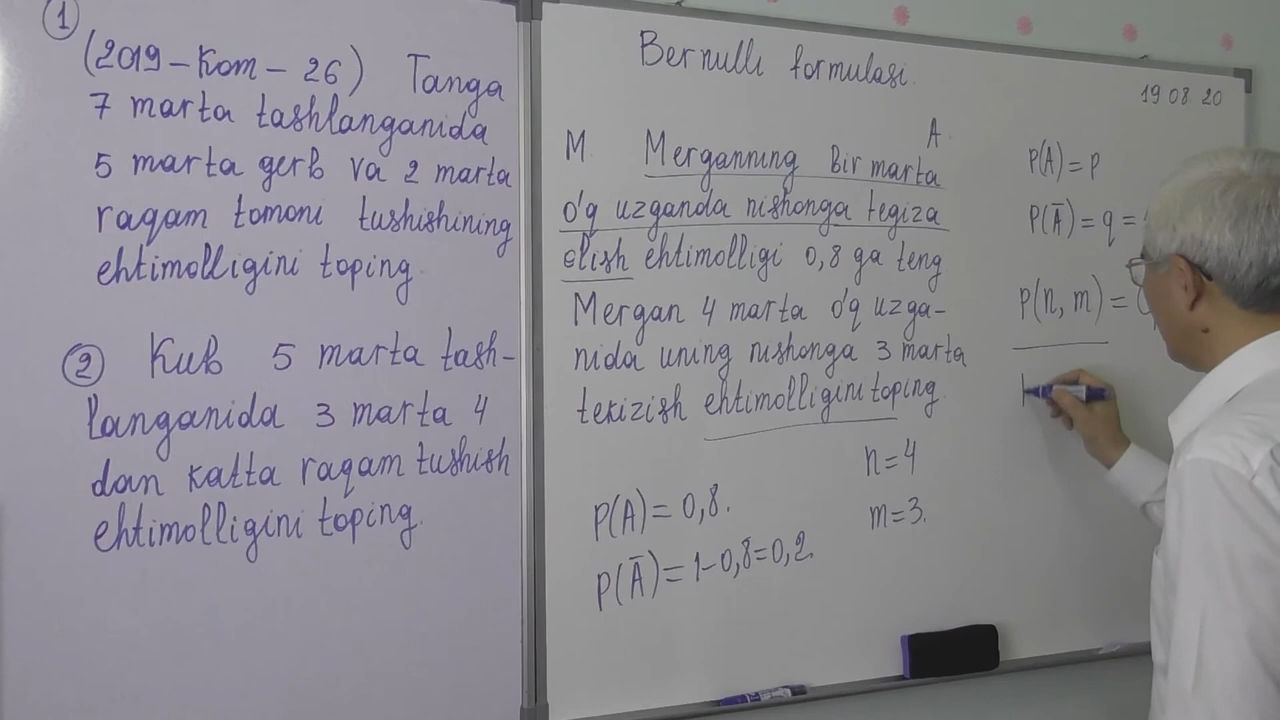 1
(2019-Kom-26) Tanga
7 marta tashlanganida
5 marta gerb va 2 marta
raqam tomoni tushishining
ehtimolligini toping.
2 Kub 5 marta tash-
langanida 3 marta 4
dan katta raqam tushish
ehtimolligini toping.
Bernulli formulasi.
19 08 20
A.
M. Merganning bir marta
o'q uzganda nishonga tegiza
olish ehtimolligi 0,8 ga teng
Mergan 4 marta o'q uzga-
nida uning nishonga 3 marta
tekizish ehtimolligini toping.
n=4
m=3.
P(A)=0,8.
P(Ā)=1-0,8=0,2.
P(A)=p
P(Ā)=q=
P(n,m)=